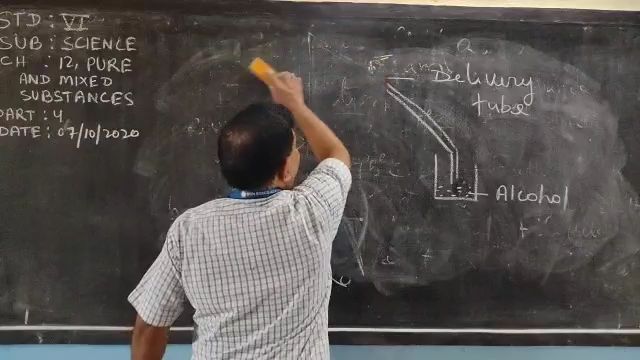 STD : VI
SUB : SCIENCE
CH : 12, PURE
AND MIXED
SUBSTANCES
PART : 4
DATE : 07/10/2020
Delivery
tube
Alcohol